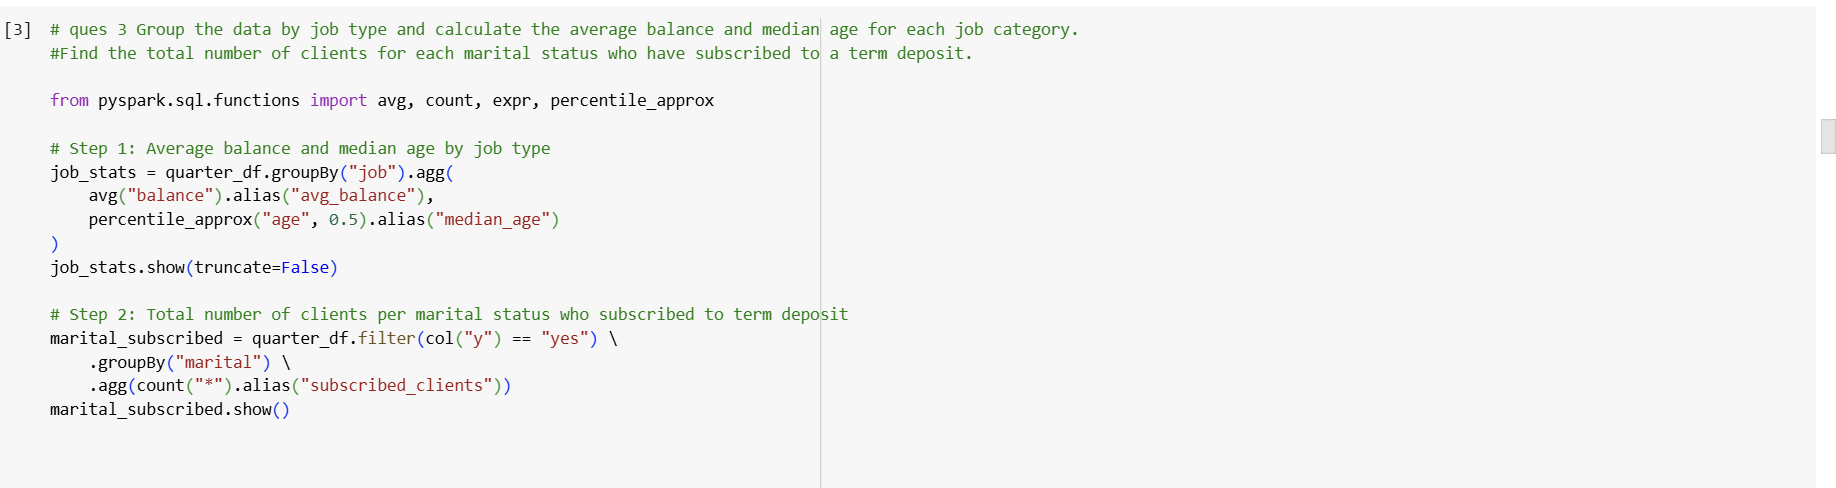 [3] # ques 3 Group the data by job type and calculate the average balance and median age for each job category.
#Find the total number of clients for each marital status who have subscribed to a term deposit.
from pyspark.sql.functions import avg, count, expr, percentile_approx
# Step 1: Average balance and median age by job type
job_stats = quarter_df.groupBy("job").agg(
    avg("balance").alias("avg_balance"),
    percentile_approx("age", 0.5).alias("median_age")
)
job_stats.show(truncate=False)
# Step 2: Total number of clients per marital status who subscribed to term deposit
marital_subscribed = quarter_df.filter(col("y") == "yes") \
    .groupBy("marital") \
    .agg(count("*").alias("subscribed_clients"))
marital_subscribed.show()